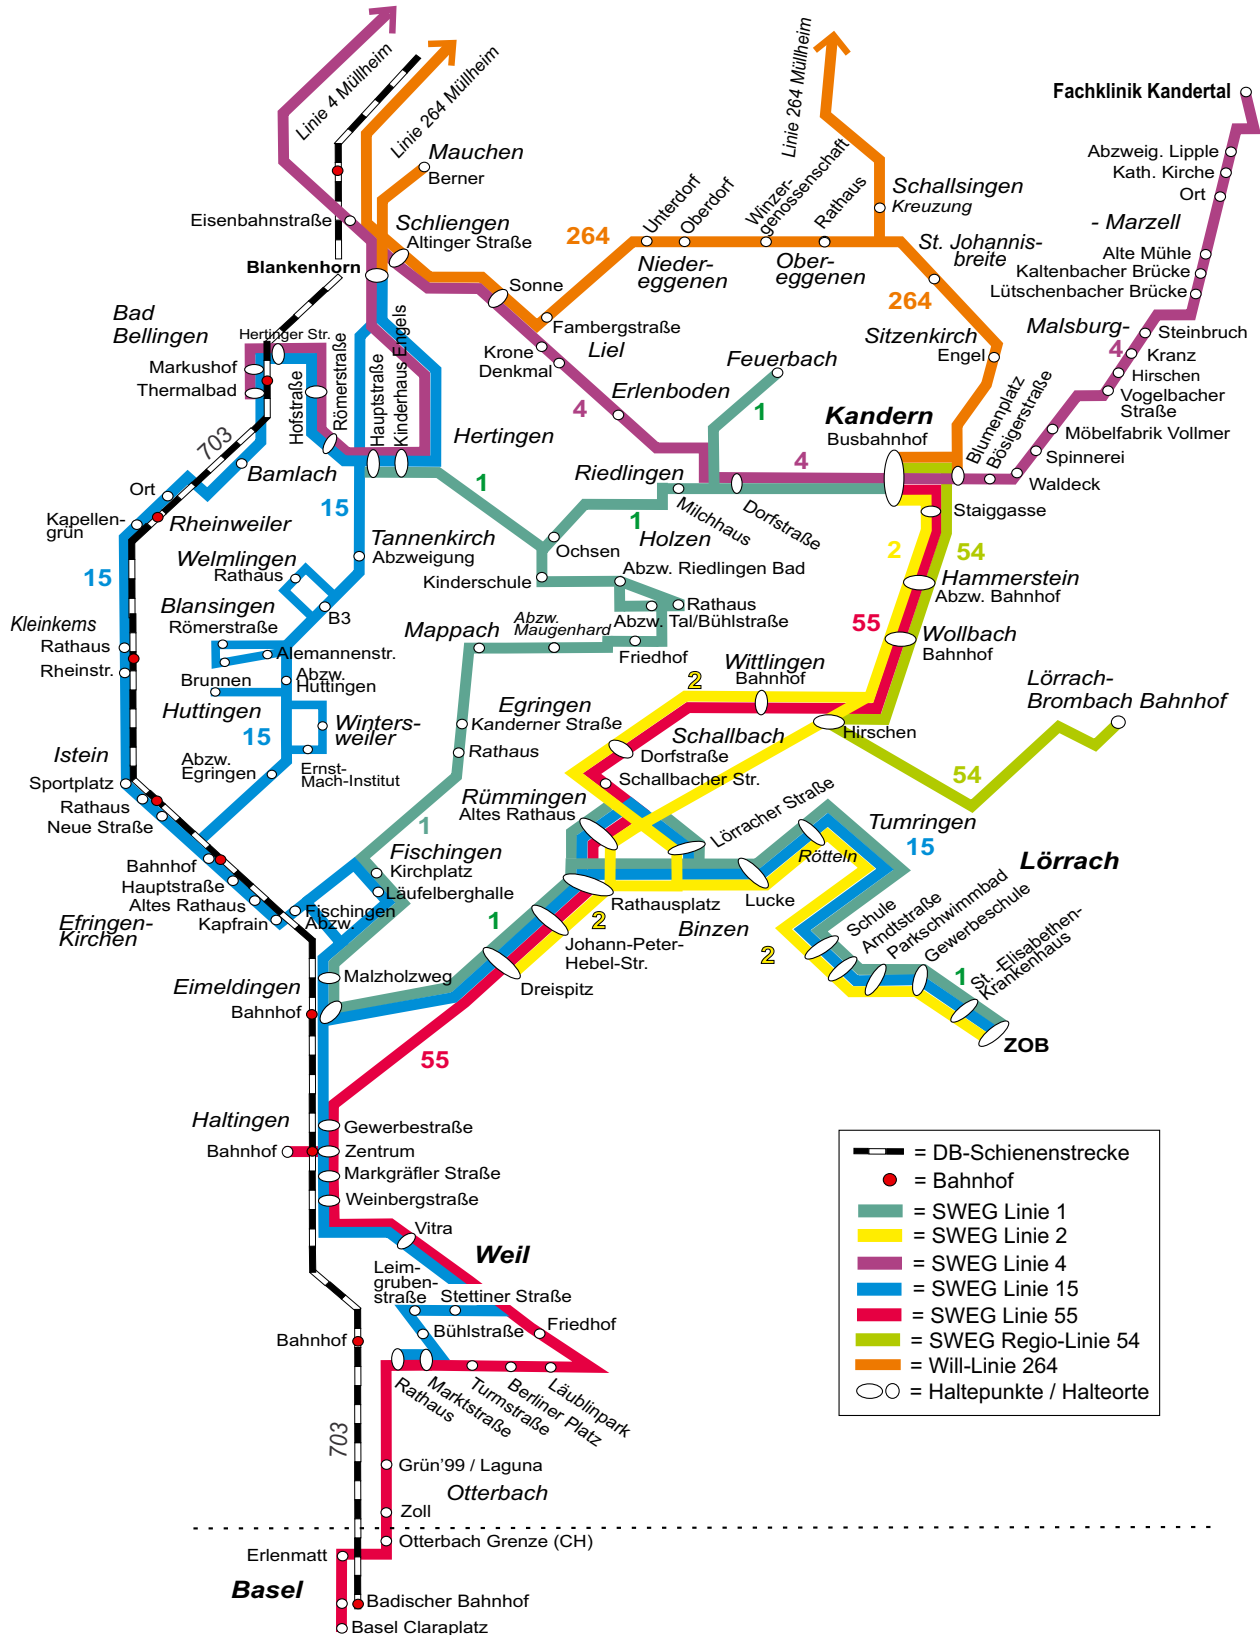 Linie 4 Müllheim
Linie 264 Müllheim
Linie 264 Müllheim
Fachklinik Kandertal
Mauchen
Berner
Abzweig. Lipple
Kath. Kirche
Ort
- Marzell
Eisenbahnstraße
Schliengen
Altinger Straße
Blankenhorn
264
Unterdorf
Oberdorf
Winzer-
genossenschaft
Rathaus
Schallsingen
Kreuzung
Nieder-
eggenen
Ober-
eggenen
St. Johannis-
breite
264
Alte Mühle
Kaltenbacher Brücke
Lütschenbacher Brücke
Sonne
Fambergstraße
Liel
Krone
Denkmal
Sitzenkirch
Engel
Malsburg-
4
Steinbruch
Kranz
Hirschen
Vogelbacher
Straße
Möbelfabrik Vollmer
Spinnerei
Waldeck
Bad
Bellingen
Hertinger Str.
Markushof
Thermalbad
Hofstraße
Römerstraße
Hauptstraße
Kinderhaus Engels
Feuerbach
1
Erlenboden
4
Kandern
Busbahnhof
Blumenplatz
Bösigerstraße
Hertingen
703
Bamlach
Ort
Kapellen-
grün
Rheinweiler
15
1
Riedlingen
Milchhaus
4
Dorfstraße
Staiggasse
1
Holzen
Ochsen
Kinderschule
2
54
15
Tannenkirch
Abzweigung
Welmlingen
Rathaus
Blansingen
Römerstraße
B3
Abzw. Riedlingen Bad
Rathaus
Abzw. Tal/Bühlstraße
Hammerstein
Abzw. Bahnhof
Kleinkems
Rathaus
Rheinstr.
Alemannenstr.
Brunnen
Abzw.
Huttingen
Huttingen
Mappach
Abzw.
Maugenhard
Friedhof
55
Wollbach
Bahnhof
Wittlingen
Bahnhof
2
Lörrach-
Brombach Bahnhof
15
Winters-
weiler
Egringen
Kanderner Straße
Rathaus
Schallbach
Dorfstraße
Schallbacher Str.
Hirschen
54
Istein
Sportplatz
Rathaus
Neue Straße
Abzw.
Egringen
Ernst-
Mach-Institut
Rümmingen
Altes Rathaus
Lörracher Straße
Tumringen
15
Rötteln
Lörrach
1
Bahnhof
Hauptstraße
Altes Rathaus
Kapfrain
Efringen-
Kirchen
Fischingen
Kirchplatz
Läufelberghalle
Fischingen
Abzw.
Rathausplatz
Binzen
Lucke
1
2
Johann-Peter-
Hebel-Str.
Dreispitz
2
Schule
Arndtstraße
Parkschwimmbad
Gewerbeschule
1
St. -Elisabethen-
Krankenhaus
ZOB
Malzholzweg
Eimeldingen
Bahnhof
55
Haltingen
Bahnhof
Gewerbestraße
Zentrum
Markgräfler Straße
Weinbergstraße
Vitra
Weil
Leim-
gruben-
straße
Stettiner Straße
Bühlstraße
Friedhof
Bahnhof
Rathaus
Marktstraße
Turmstraße
Berliner Platz
Läublinpark
703
Grün'99 / Laguna
Otterbach
Zoll
Otterbach Grenze (CH)
Erlenmatt
Basel
Badischer Bahnhof
Basel Claraplatz
= DB-Schienenstrecke
= Bahnhof
= SWEG Linie 1
= SWEG Linie 2
= SWEG Linie 4
= SWEG Linie 15
= SWEG Linie 55
= SWEG Regio-Linie 54
= Will-Linie 264
= Haltepunkte / Halteorte